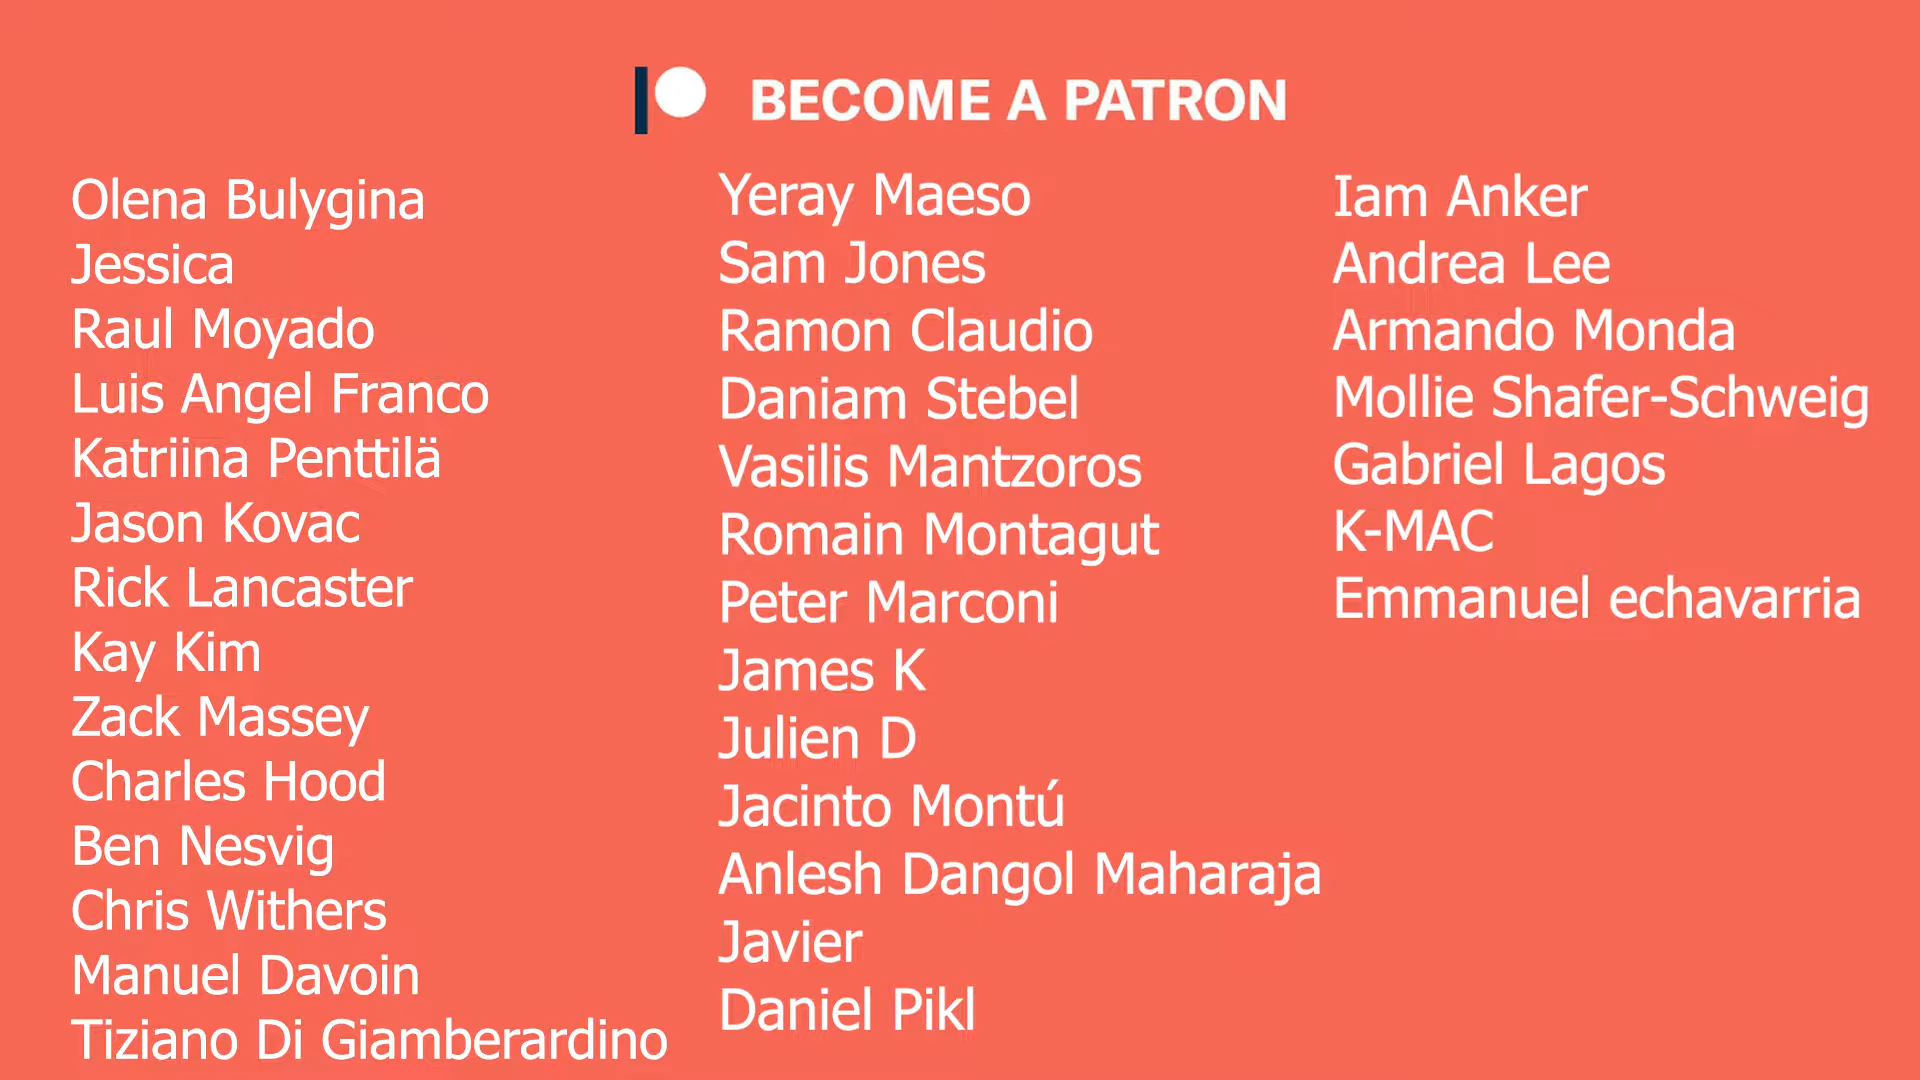 BECOME A PATRON
Olena Bulygina
Jessica
Raul Moyado
Luis Angel Franco
Katriina Penttilä
Jason Kovac
Rick Lancaster
Kay Kim
Zack Massey
Charles Hood
Ben Nesvig
Chris Withers
Manuel Davoin
Tiziano Di Giamberardino
Yeray Maeso
Sam Jones
Ramon Claudio
Daniam Stebel
Vasilis Mantzoros
Romain Montagut
Peter Marconi
James K
Julien D
Jacinto Montú
Anlesh Dangol Maharaja
Javier
Daniel Pikl
Iam Anker
Andrea Lee
Armando Monda
Mollie Shafer-Schweig
Gabriel Lagos
K-MAC
Emmanuel echavarria